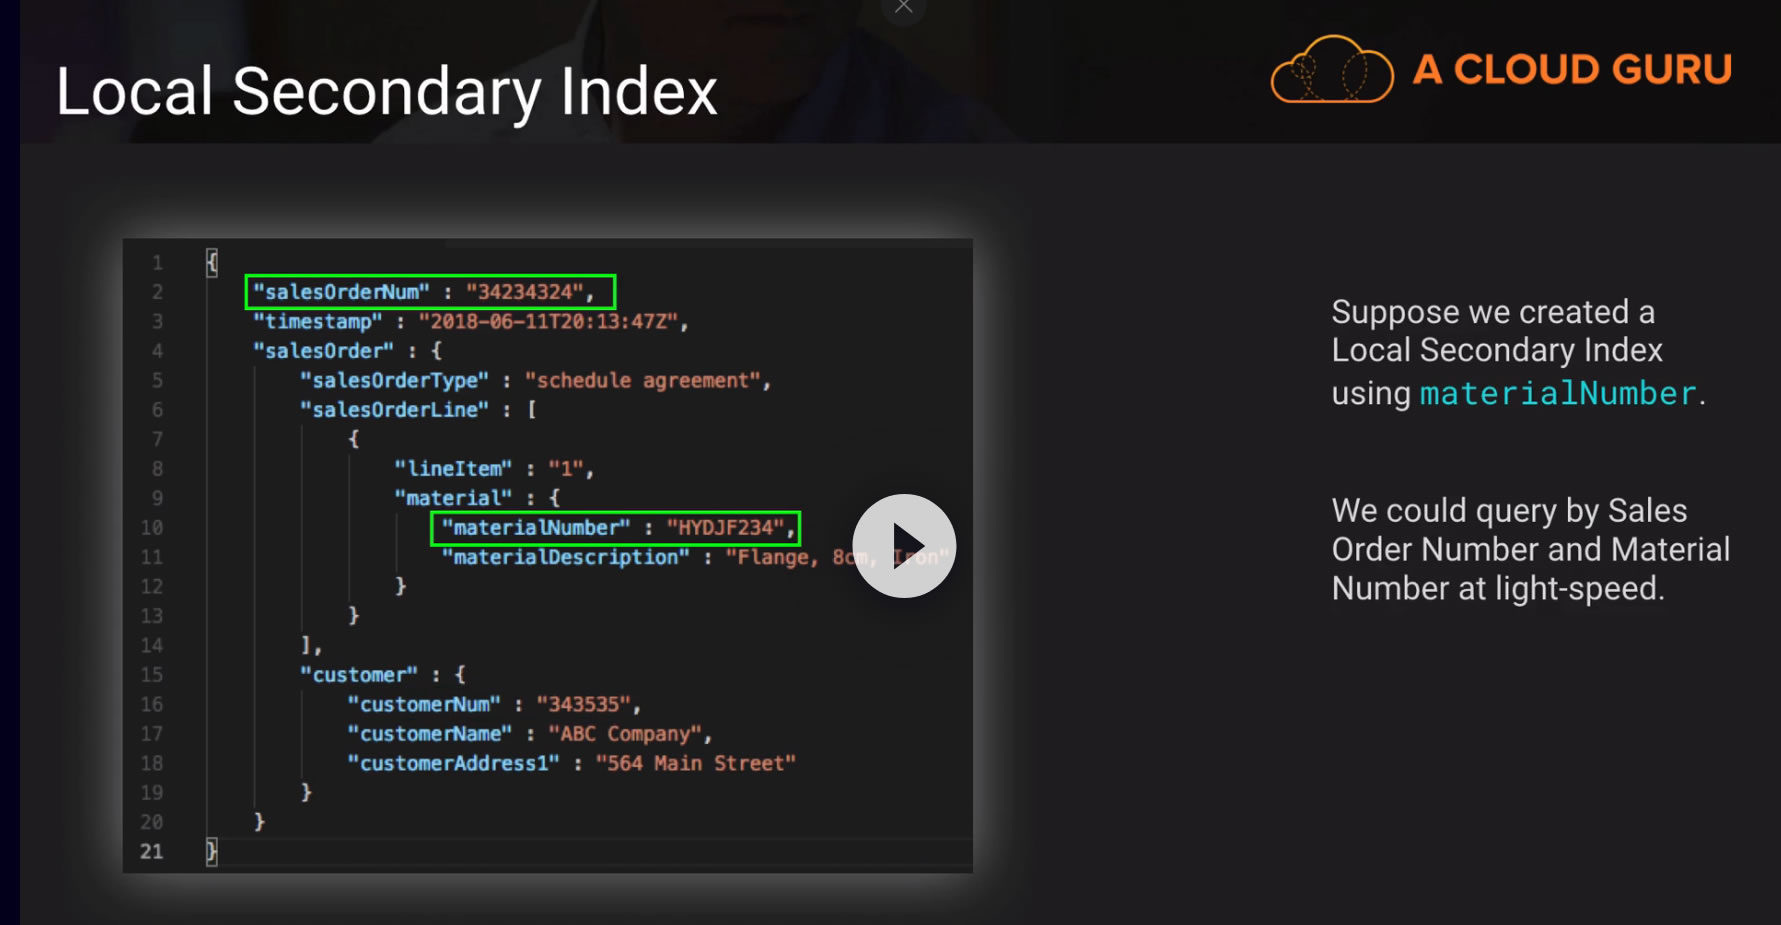 Local Secondary Index
A CLOUD GURU
1 {
2 "salesOrderNum" : "34234324",
3 "timestamp" : "2018-06-11T20:13:47Z",
4 "salesOrder" : {
5 "salesOrderType" : "schedule agreement",
6 "salesOrderLine" : [
7 {
8 "lineItem" : "1",
9 "material" : {
10 "materialNumber" : "HYDJF234",
11 "materialDescription" : "Flange, 8cm, Iron"
12 }
13 }
14 ],
15 "customer" : {
16 "customerNum" : "343535",
17 "customerName" : "ABC Company",
18 "customerAddress1" : "564 Main Street"
19 }
20 }
21 }
Suppose we created a
Local Secondary Index
using materialNumber.
We could query by Sales
Order Number and Material
Number at light-speed.